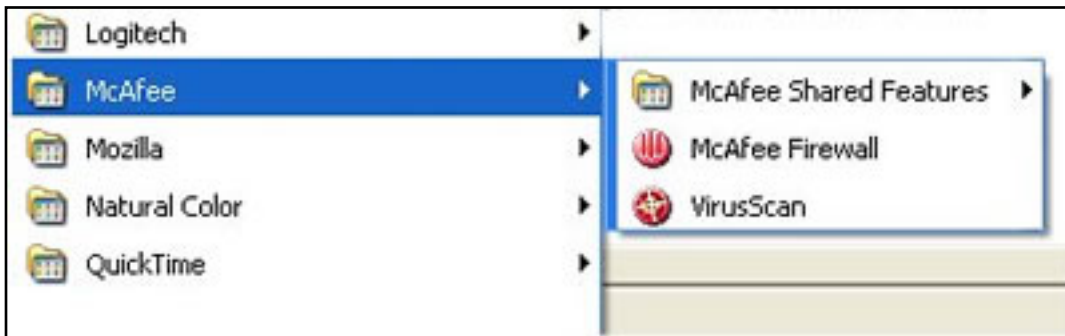 Logitech
McAfee
Mozilla
Natural Color
QuickTime
McAfee Shared Features
McAfee Firewall
VirusScan